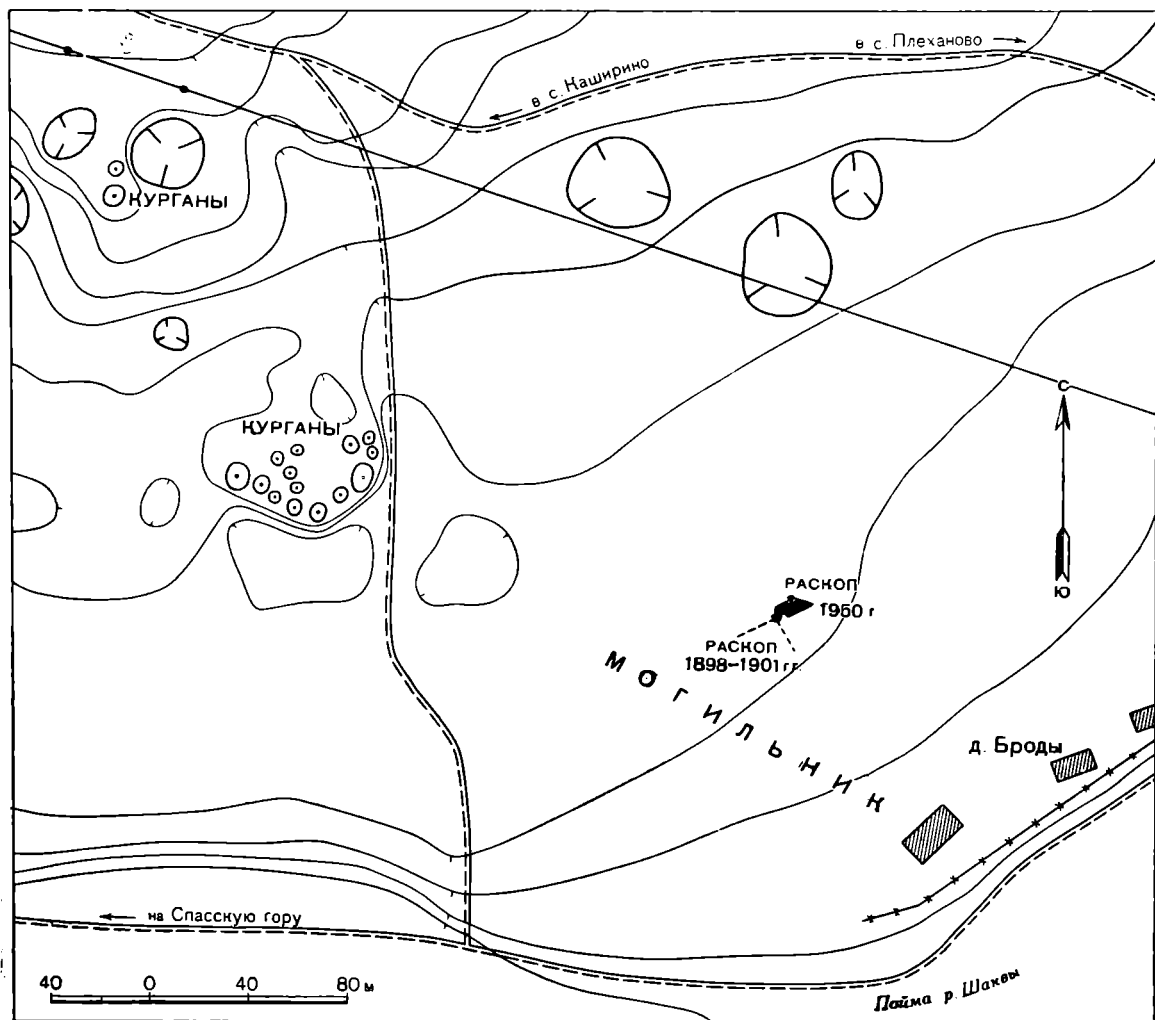 в с. Плеханово
в с. Каширино
КУРГАНЫ
С
КУРГАНЫ
Ю
РАСКОП
1950 г
РАСКОП
1898–1901 гг.
МОГИЛЬНИК
д. Броды
на Спасскую гору
40 0 40 80 м
Пойма р. Шаквы